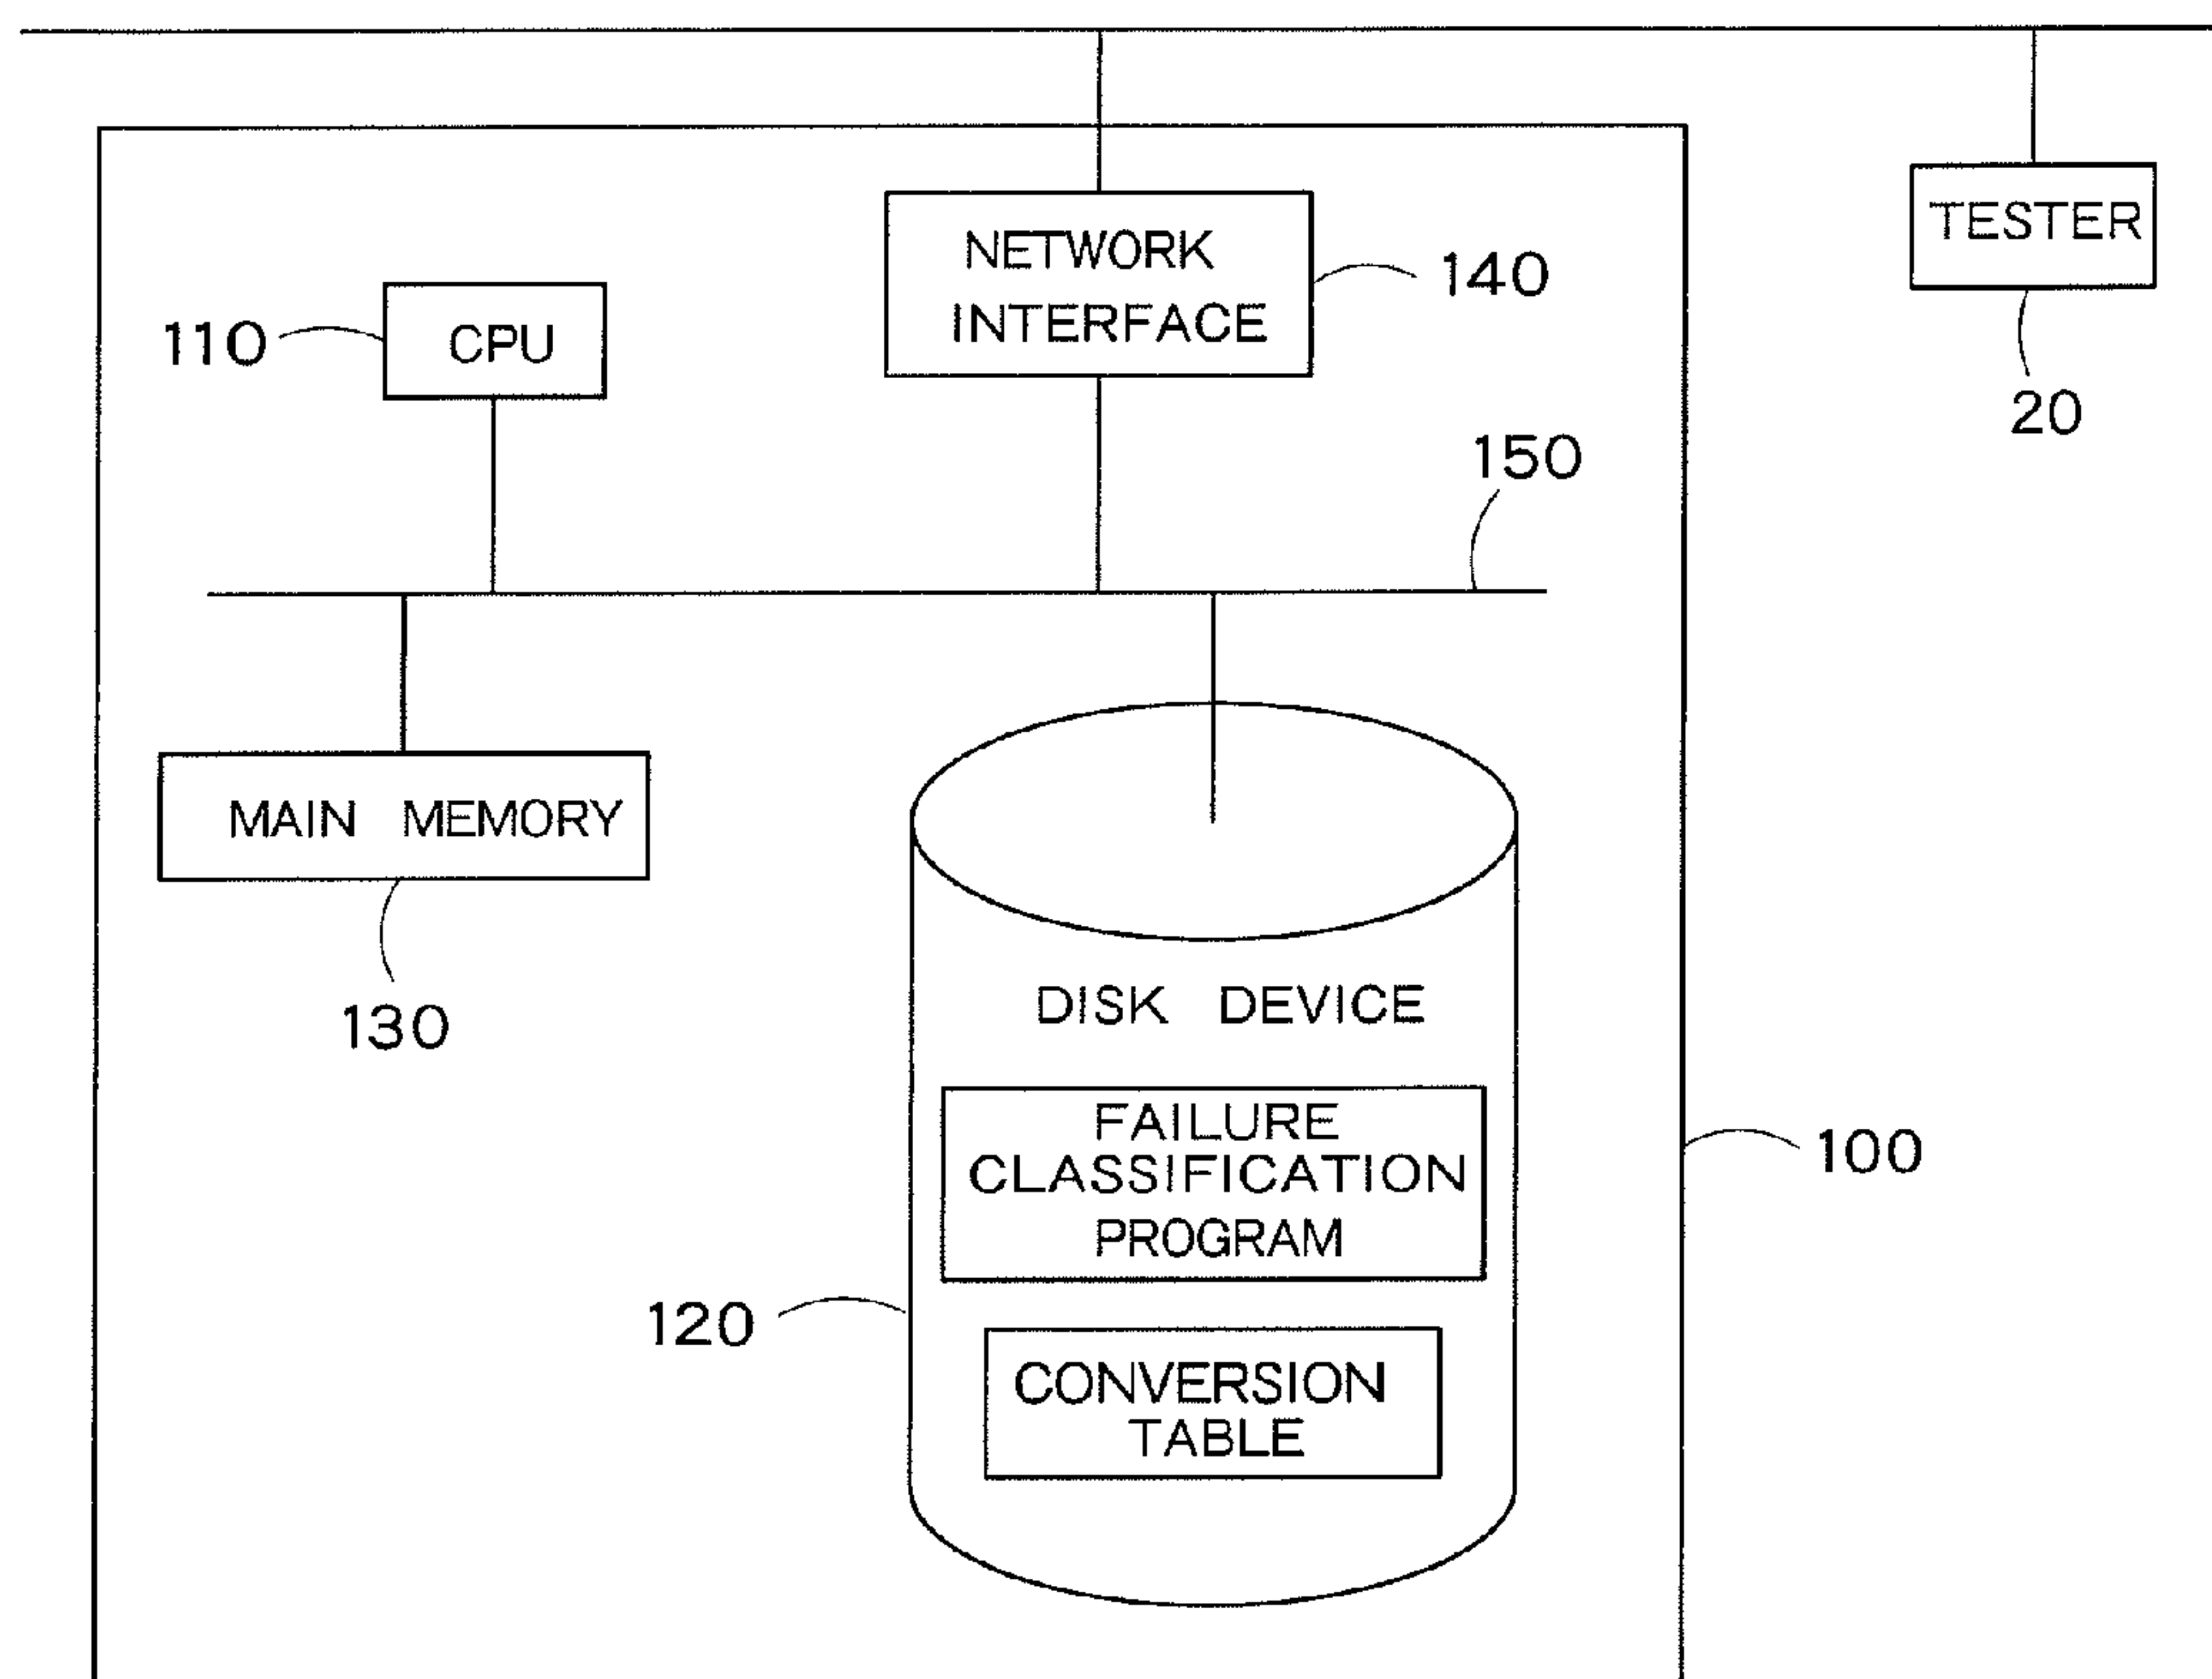 TESTER
NETWORK
INTERFACE
140
110
CPU
20
150
MAIN MEMORY
130
DISK DEVICE
FAILURE
CLASSIFICATION
PROGRAM
100
120
CONVERSION
TABLE